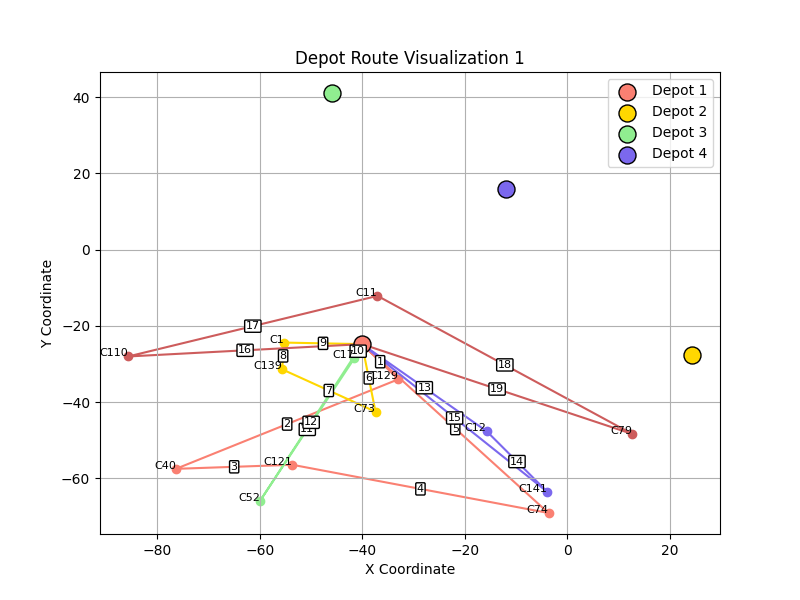 Depot Route Visualization 1
Depot 1
Depot 2
Depot 3
Depot 4
Y Coordinate
40
20
0
−20
−40
−60
C11
17
C1
9
C110
16
8
C17
10
1
18
C139
6
C129
7
13
19
C73
2
12
11
15
5
C12
C79
C40
3
C121
14
4
C141
C52
C74
−80 −60 −40 −20 0 20
X Coordinate